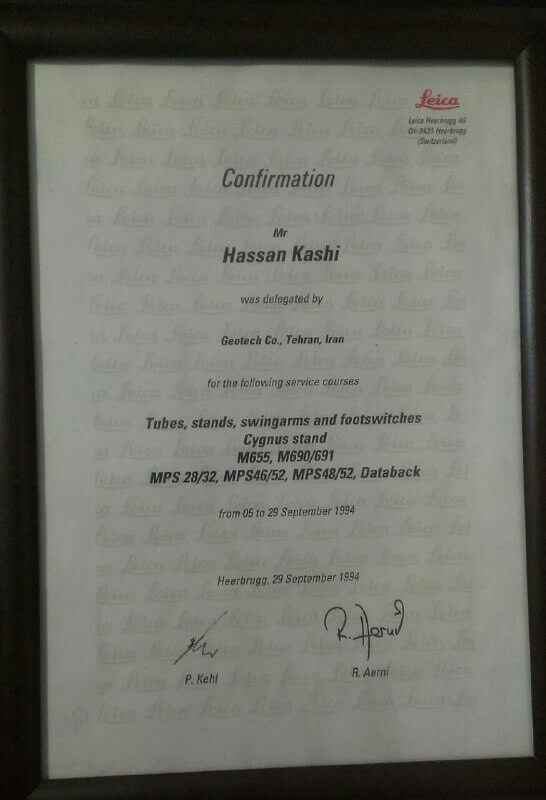 Leica
Leica Heerbrugg AG
CH-9435 Heerbrugg
(Switzerland)
Confirmation
Mr
Hassan Kashi
was delegated by
Geotech Co., Tehran, Iran
for the following service courses
Tubes, stands, swingarms and footswitches
Cygnus stand
M655, M690/691
MPS 28/32, MPS46/52, MPS48/52, Databack
from 05 to 29 September 1994
Heerbrugg, 29 September 1994
R. Aerni
P. Kehl
R. Aerni